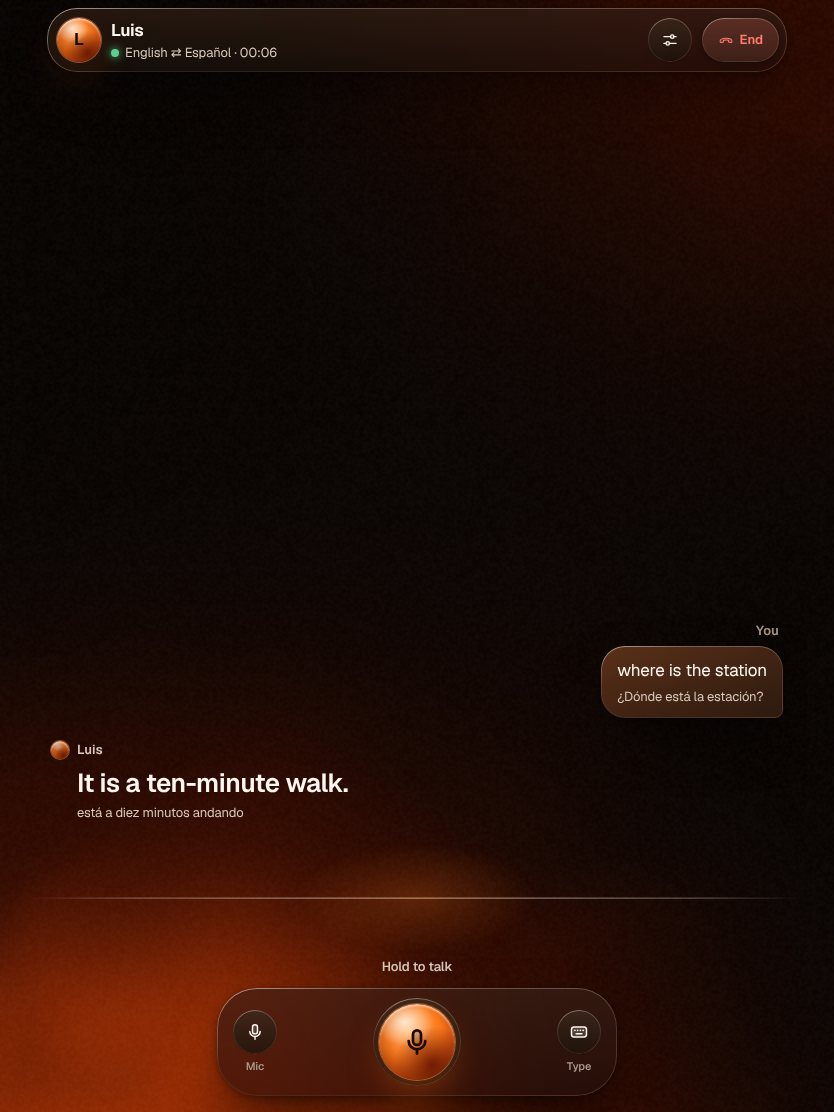 L
Luis
English ⇄ Español · 00:06
End
You
where is the station
¿Dónde está la estación?
Luis
It is a ten-minute walk.
está a diez minutos andando
Hold to talk
Mic
Type